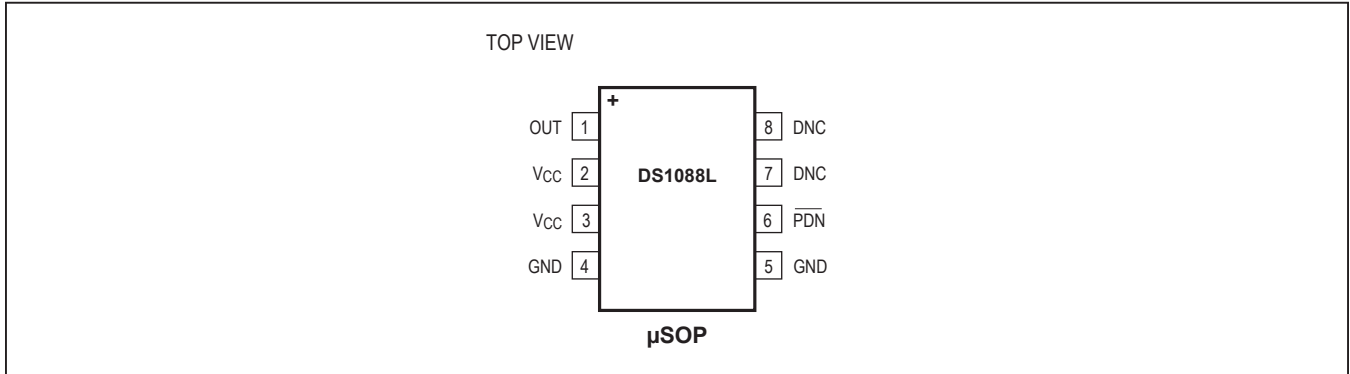 TOP VIEW
+
OUT 1 8 DNC
VCC 2 DS1088L 7 DNC
VCC 3 6 P̅D̅N̅
GND 4 5 GND
µSOP